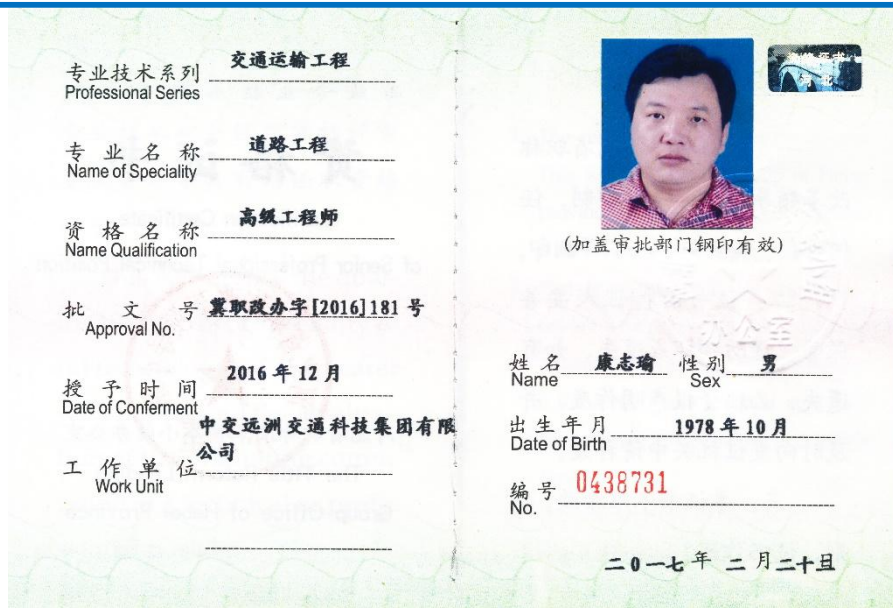 专业技术系列 交通运输工程
Professional Series
专业名称 道路工程
Name of Speciality
资格名称 高级工程师
Name Qualification
批文号 冀职改办字[2016]181号
Approval No.
授予时间 2016年12月
Date of Conferment
中交远洲交通科技集团有限
公司
工作单位
Work Unit
(加盖审批部门钢印有效)
办公室
姓名 康志瑜 性别 男
Name Sex
出生年月 1978年10月
Date of Birth
编号 0438731
No.
二0一七年二月二十日